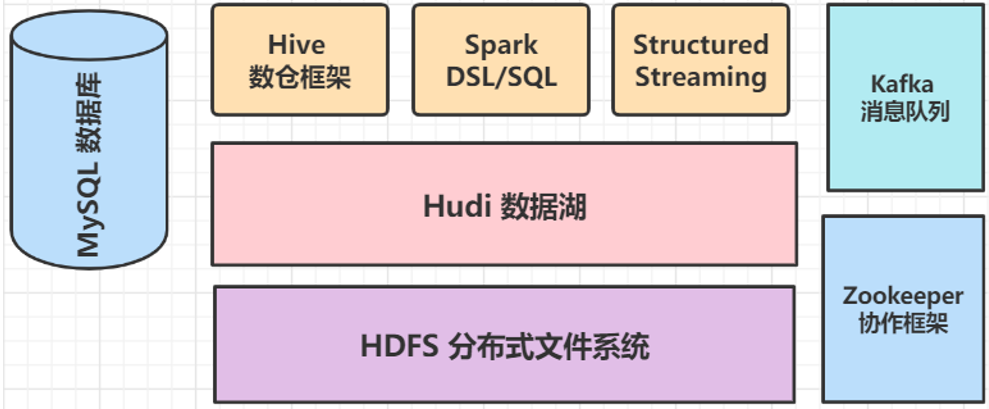 MySQL 数据库
Hive
数仓框架
Spark
DSL/SQL
Structured
Streaming
Kafka
消息队列
Hudi 数据湖
Zookeeper
协作框架
HDFS 分布式文件系统